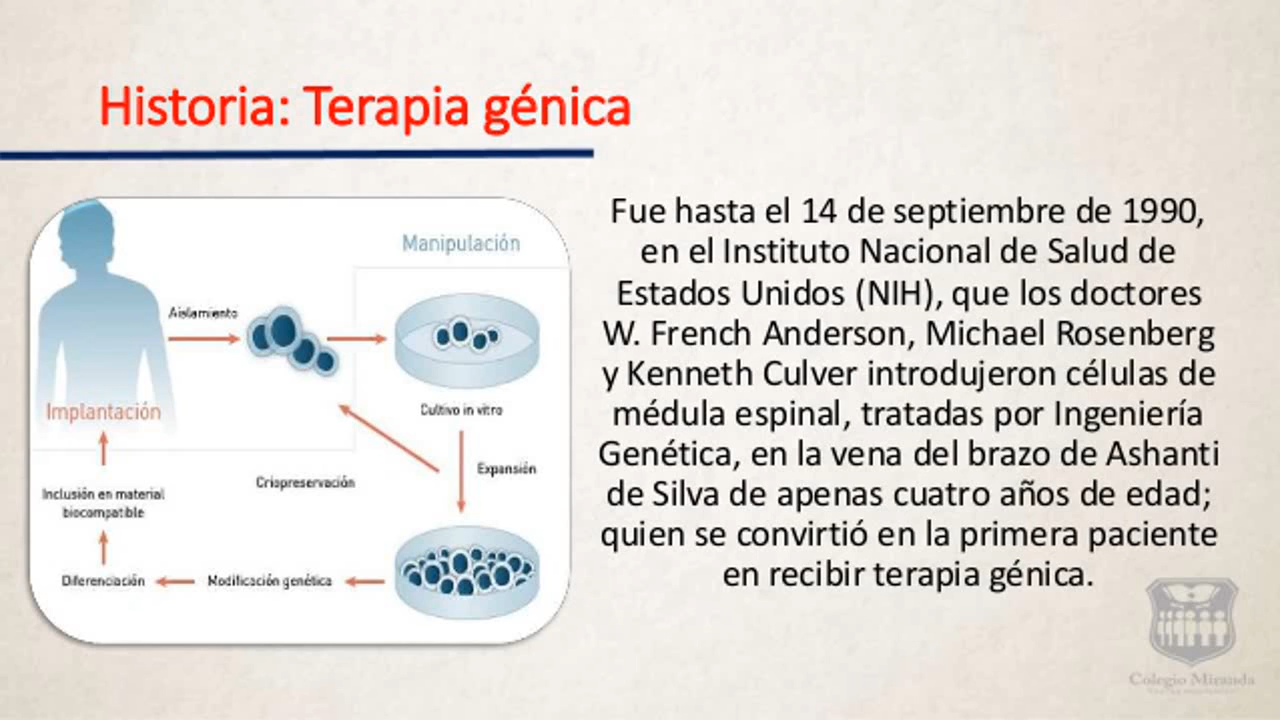 Historia: Terapia génica
Manipulación
Aislamiento
Implantación
Cultivo in vitro
Expansión
Criopreservación
Inclusión en material
biocompatible
Diferenciación
Modificación genética
Fue hasta el 14 de septiembre de 1990,
en el Instituto Nacional de Salud de
Estados Unidos (NIH), que los doctores
W. French Anderson, Michael Rosenberg
y Kenneth Culver introdujeron células de
médula espinal, tratadas por Ingeniería
Genética, en la vena del brazo de Ashanti
de Silva de apenas cuatro años de edad;
quien se convirtió en la primera paciente
en recibir terapia génica.
Colegio Miranda